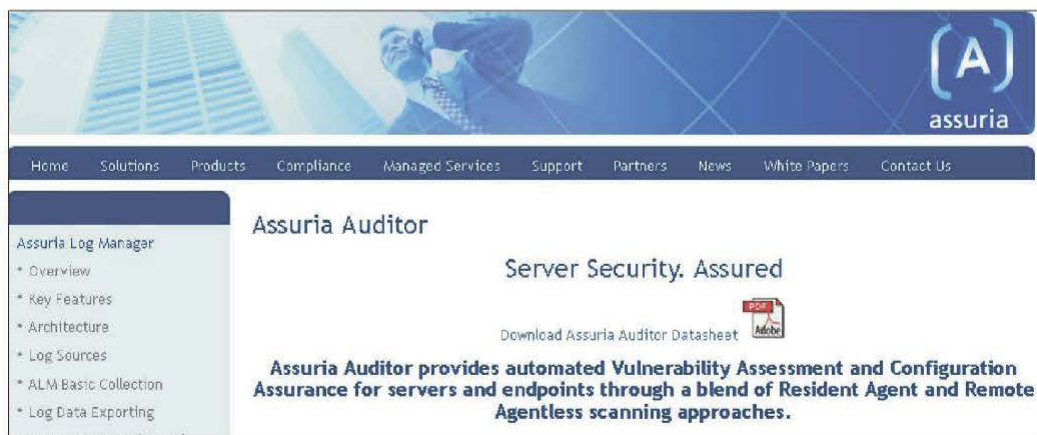 (A)
assuria
Home Solutions Products Compliance Managed Services Support Partners News White Papers Contact Us
Assuria Log Manager
* Overview
* Key Features
* Architecture
* Log Sources
* ALM Basic Collection
* Log Data Exporting
Assuria Auditor
Server Security. Assured
Download Assuria Auditor Datasheet
PDF
Adobe
Assuria Auditor provides automated Vulnerability Assessment and Configuration
Assurance for servers and endpoints through a blend of Resident Agent and Remote
Agentless scanning approaches.